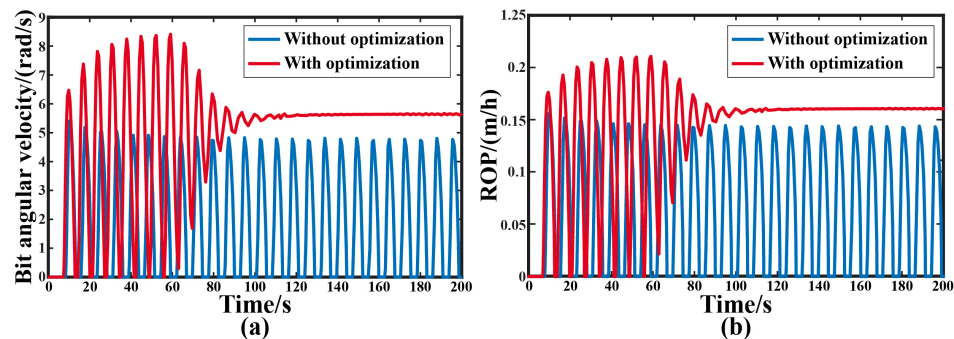 Bit angular velocity/(rad/s)
9
8
7
6
5
4
3
2
1
0
Without optimization
With optimization
0 20 40 60 80 100 120 140 160 180 200
Time/s
(a)
ROP/(m/h)
1.25
0.2
0.15
0.1
0.05
0
Without optimization
With optimization
0 20 40 60 80 100 120 140 160 180 200
Time/s
(b)